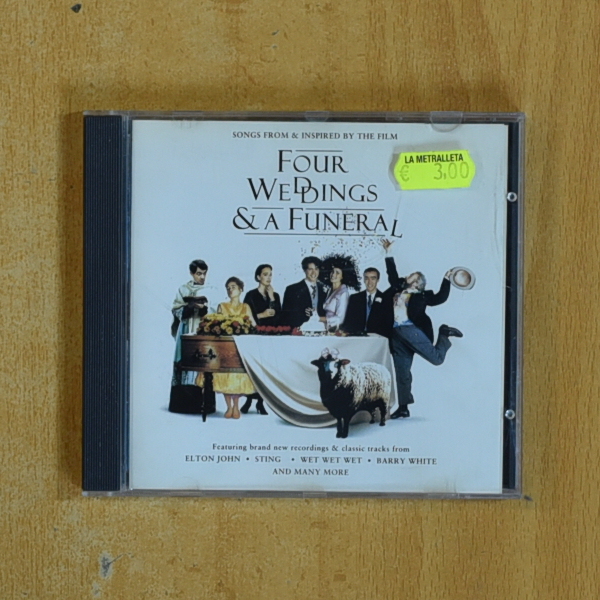 SONGS FROM & INSPIRED BY THE FILM
FOUR
WEDDINGS
& A FUNERAL
LA METRALLETA
€ 3,00
Featuring brand new recordings & classic tracks from
ELTON JOHN • STING • WET WET WET • BARRY WHITE
AND MANY MORE